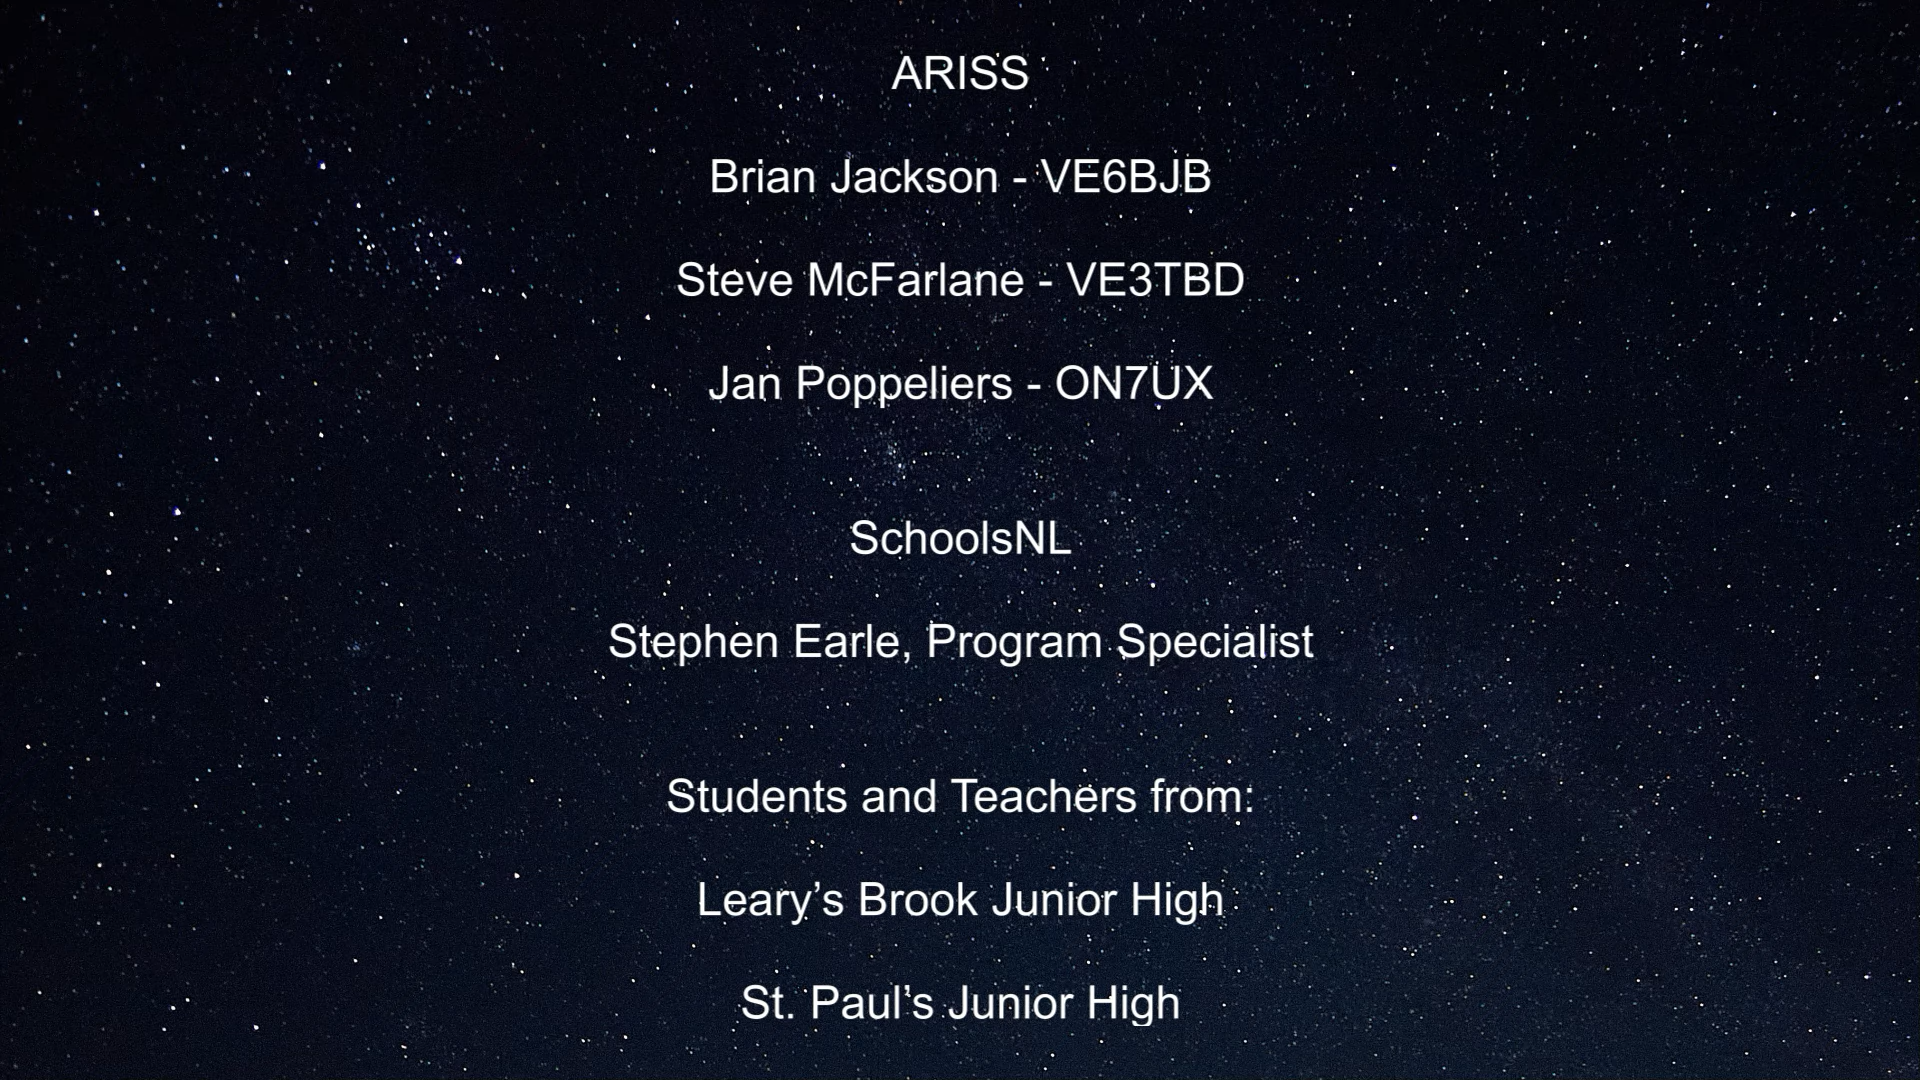 ARISS
Brian Jackson - VE6BJB
Steve McFarlane - VE3TBD
Jan Poppeliers - ON7UX
SchoolsNL
Stephen Earle, Program Specialist
Students and Teachers from:
Leary’s Brook Junior High
St. Paul’s Junior High